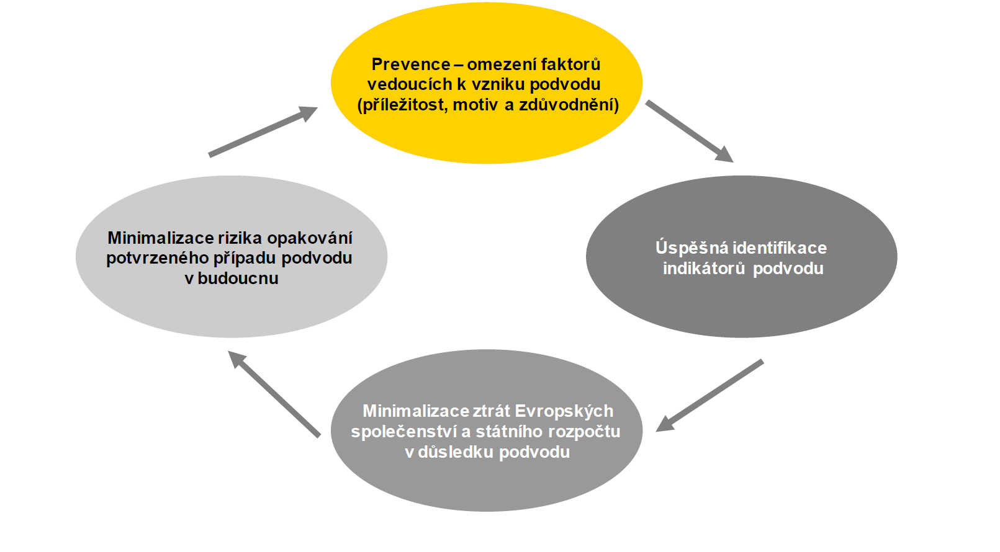 Prevence – omezení faktorů
vedoucích k vzniku podvodu
(příležitost, motiv a zdůvodnění)
Úspěšná identifikace
indikátorů podvodu
Minimalizace ztrát Evropských
společenství a státního rozpočtu
v důsledku podvodu
Minimalizace rizika opakování
potvrzeného případu podvodu
v budoucnu